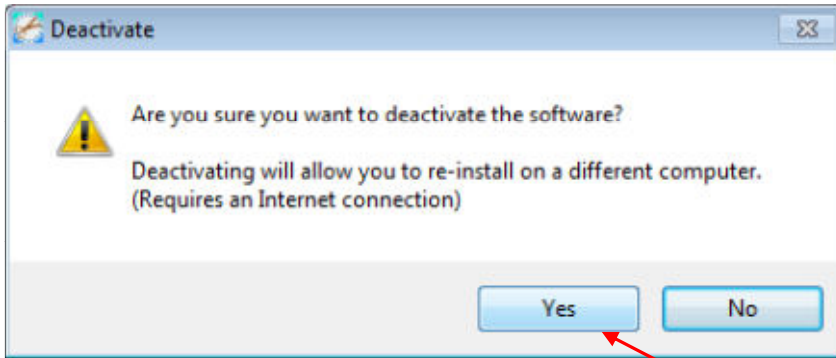 Deactivate
Are you sure you want to deactivate the software?
Deactivating will allow you to re-install on a different computer.
(Requires an Internet connection)
Yes
No